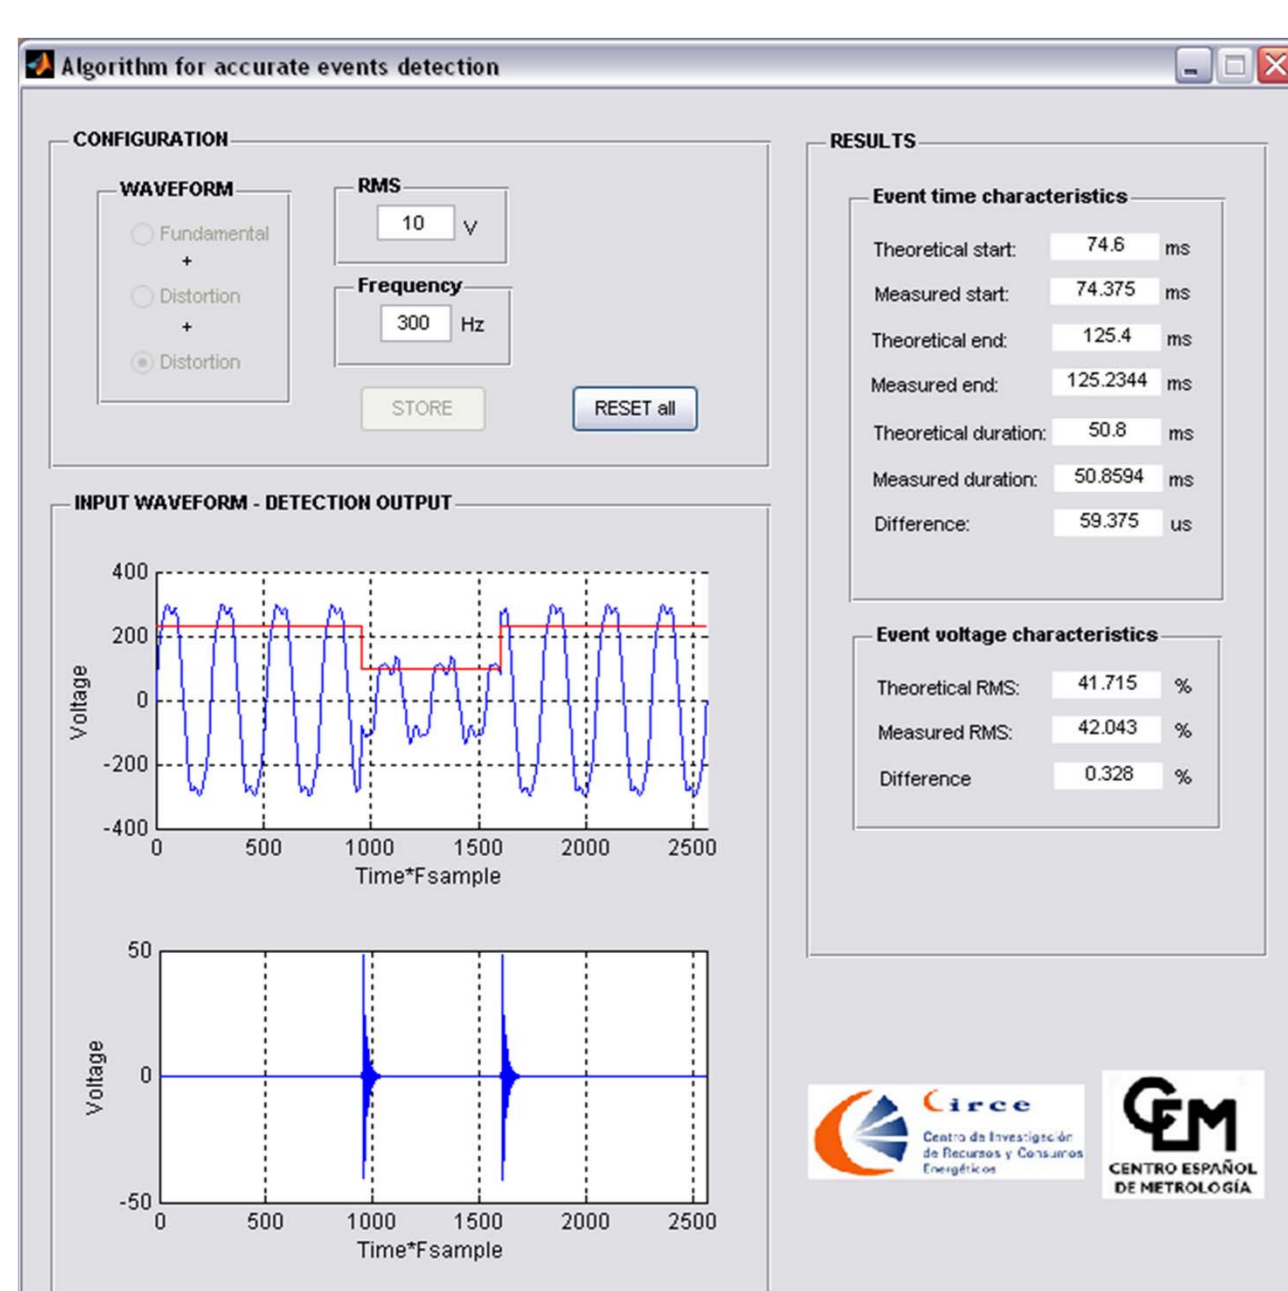 Algorithm for accurate events detection
CONFIGURATION
WAVEFORM
Fundamental
+
Distortion
+
Distortion
RMS
10 V
Frequency
300 Hz
STORE
RESET all
INPUT WAVEFORM - DETECTION OUTPUT
400
200
0
-200
-400
Voltage
0 500 1000 1500 2000 2500
Time*Fsample
50
0
-50
Voltage
0 500 1000 1500 2000 2500
Time*Fsample
RESULTS
Event time characteristics
Theoretical start: 74.6 ms
Measured start: 74.375 ms
Theoretical end: 125.4 ms
Measured end: 125.2344 ms
Theoretical duration: 50.8 ms
Measured duration: 50.8594 ms
Difference: 59.375 us
Event voltage characteristics
Theoretical RMS: 41.715 %
Measured RMS: 42.043 %
Difference 0.328 %
Circe
Centro de Investigación
de Recursos y Consumos
Energéticos
CEM
CENTRO ESPAÑOL
DE METROLOGÍA